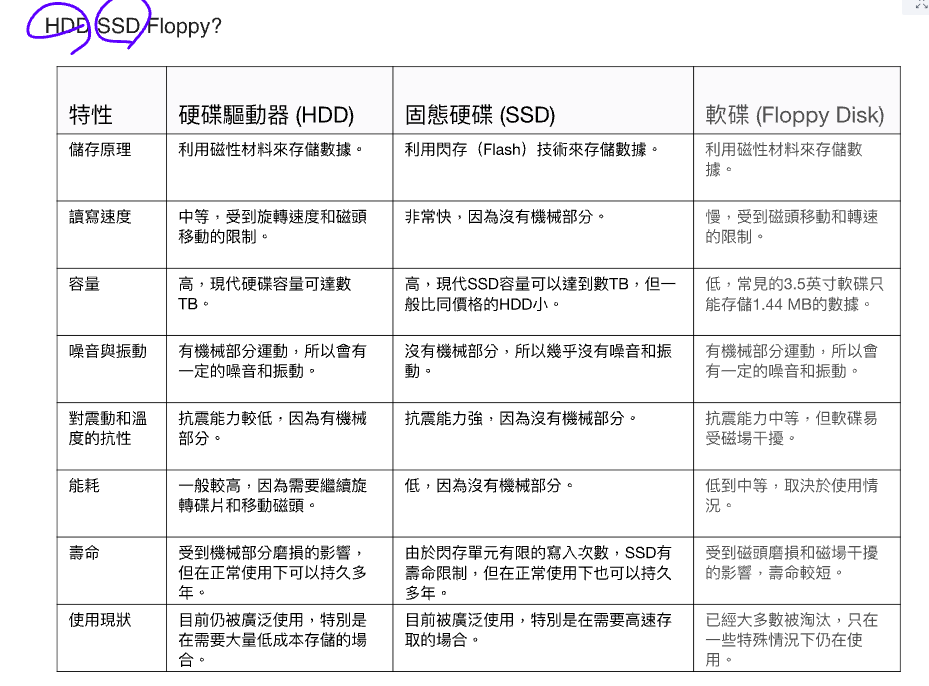 HDD SSD Floppy?
特性
硬碟驅動器 (HDD)
固態硬碟 (SSD)
軟碟 (Floppy Disk)
儲存原理
利用磁性材料來存儲數據。
利用閃存（Flash）技術來存儲數據。
利用磁性材料來存儲數
據。
讀寫速度
中等，受到旋轉速度和磁頭
移動的限制。
非常快，因為沒有機械部分。
慢，受到磁頭移動和轉速
的限制。
容量
高，現代硬碟容量可達數
TB。
高，現代SSD容量可以達到數TB，但一
般比同價格的HDD小。
低，常見的3.5英寸軟碟只
能存儲1.44 MB的數據。
噪音與振動
有機械部分運動，所以會有
一定的噪音和振動。
沒有機械部分，所以幾乎沒有噪音和振
動。
有機械部分運動，所以會
有一定的噪音和振動。
對震動和溫
度的抗性
抗震能力較低，因為有機械
部分。
抗震能力強，因為沒有機械部分。
抗震能力中等，但軟碟易
受磁場干擾。
能耗
一般較高，因為需要繼續旋
轉碟片和移動磁頭。
低，因為沒有機械部分。
低到中等，取決於使用情
況。
壽命
受到機械部分磨損的影響，
但在正常使用下可以持久多
年。
由於閃存單元有限的寫入次數，SSD有
壽命限制，但在正常使用下也可以持久
多年。
受到磁頭磨損和磁場干擾
的影響，壽命較短。
使用現狀
目前仍被廣泛使用，特別是
在需要大量低成本存儲的場
合。
目前被廣泛使用，特別是在需要高速存
取的場合。
已經大多數被淘汰，只在
一些特殊情況下仍在使
用。